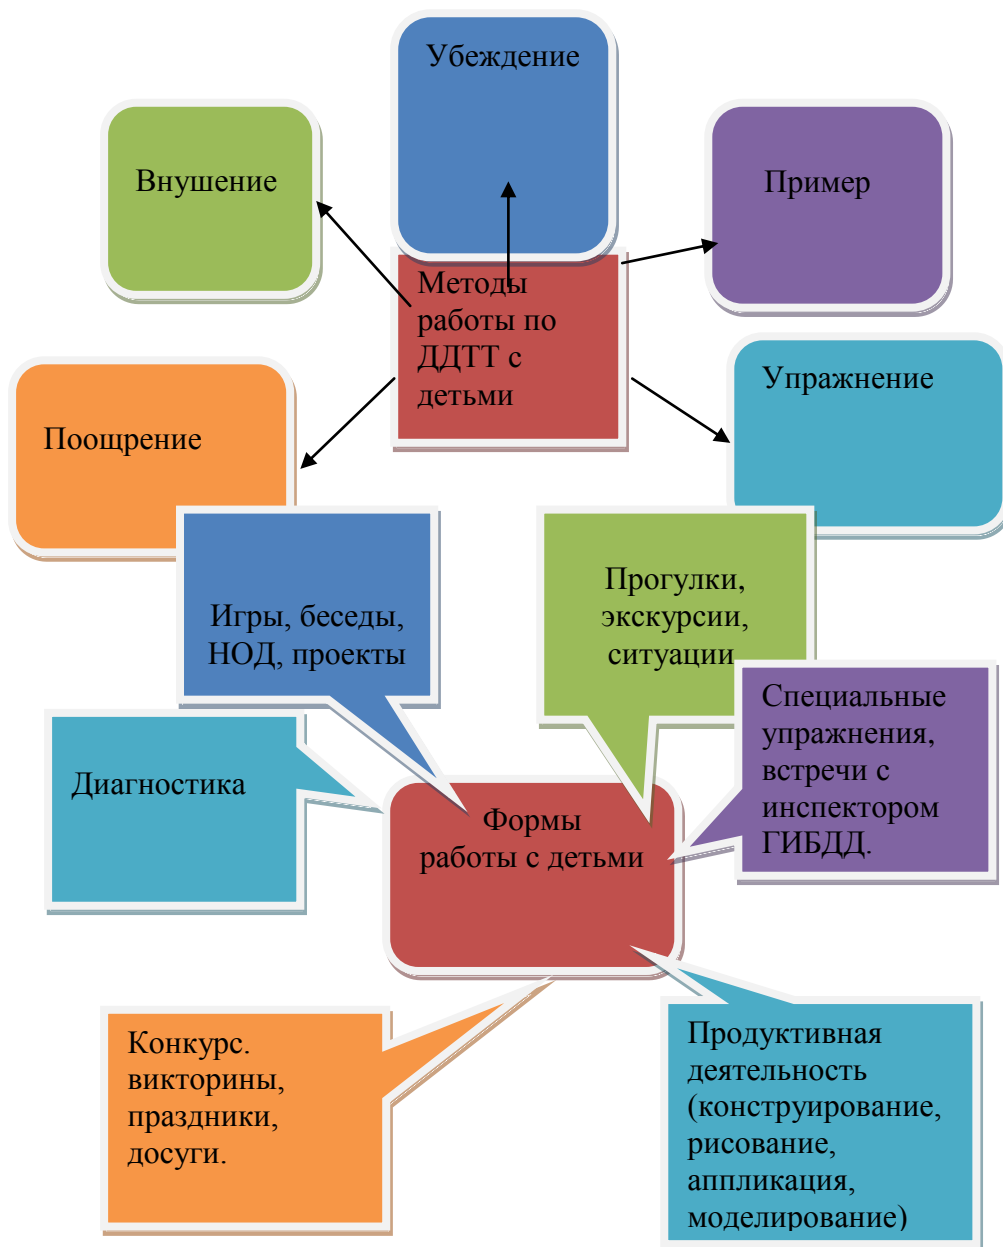 Убеждение
Внушение
Пример
Методы
работы по
ДДТТ с
детьми
Упражнение
Поощрение
Игры, беседы,
НОД, проекты
Прогулки,
экскурсии,
ситуации
Специальные
упражнения,
встречи с
инспектором
ГИБДД.
Диагностика
Формы
работы с детьми
Конкурс.
викторины,
праздники,
досуги.
Продуктивная
деятельность
(конструирование,
рисование,
аппликация,
моделирование)